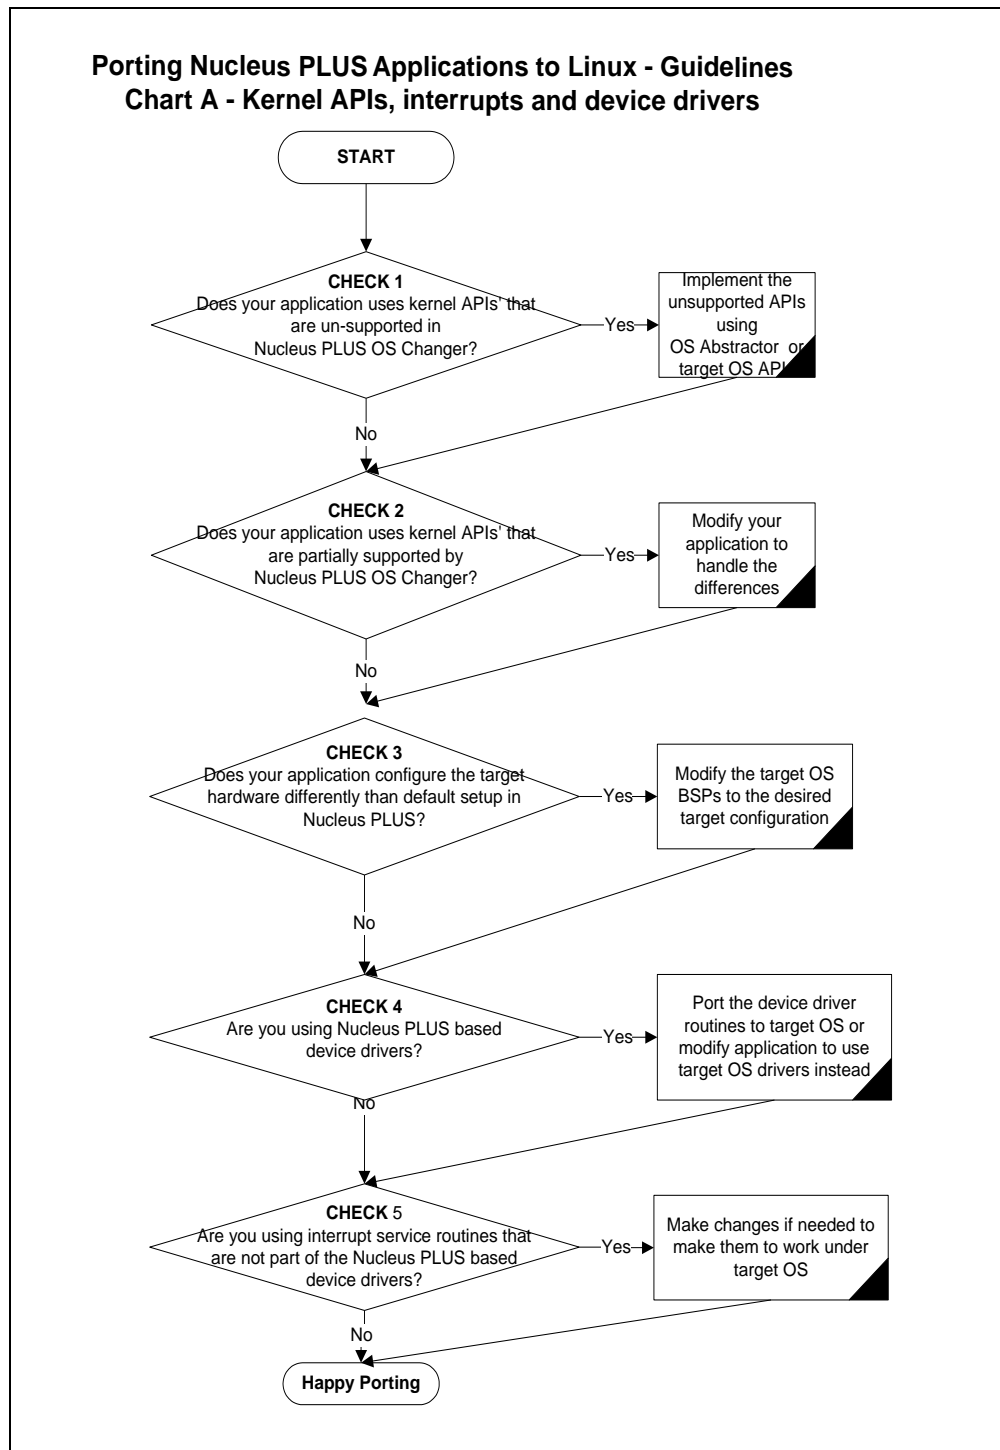 Porting Nucleus PLUS Applications to Linux - Guidelines
Chart A - Kernel APIs, interrupts and device drivers
START
CHECK 1
Does your application uses kernel APIs' that
are un-supported in
Nucleus PLUS OS Changer?
Yes
Implement the
unsupported APIs
using
OS Abstractor or
target OS API
No
CHECK 2
Does your application uses kernel APIs' that
are partially supported by
Nucleus PLUS OS Changer?
Yes
Modify your
application to
handle the
differences
No
CHECK 3
Does your application configure the target
hardware differently than default setup in
Nucleus PLUS?
Yes
Modify the target OS
BSPs to the desired
target configuration
No
CHECK 4
Are you using Nucleus PLUS based
device drivers?
Yes
Port the device driver
routines to target OS or
modify application to use
target OS drivers instead
No
CHECK 5
Are you using interrupt service routines that
are not part of the Nucleus PLUS based
device drivers?
Yes
Make changes if needed to
make them to work under
target OS
No
Happy Porting